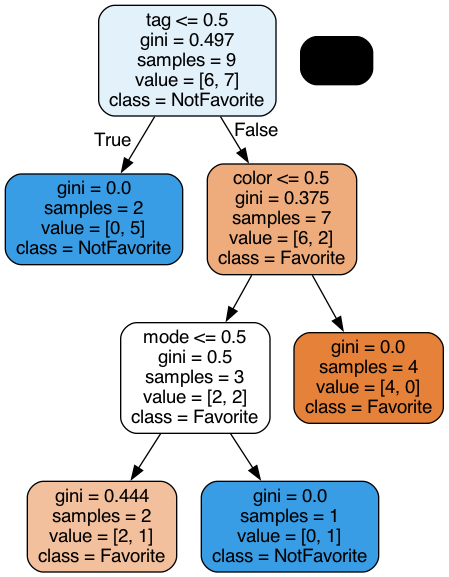 tag <= 0.5
gini = 0.497
samples = 9
value = [6, 7]
class = NotFavorite
True
False
gini = 0.0
samples = 2
value = [0, 5]
class = NotFavorite
color <= 0.5
gini = 0.375
samples = 7
value = [6, 2]
class = Favorite
mode <= 0.5
gini = 0.5
samples = 3
value = [2, 2]
class = Favorite
gini = 0.0
samples = 4
value = [4, 0]
class = Favorite
gini = 0.444
samples = 2
value = [2, 1]
class = Favorite
gini = 0.0
samples = 1
value = [0, 1]
class = NotFavorite